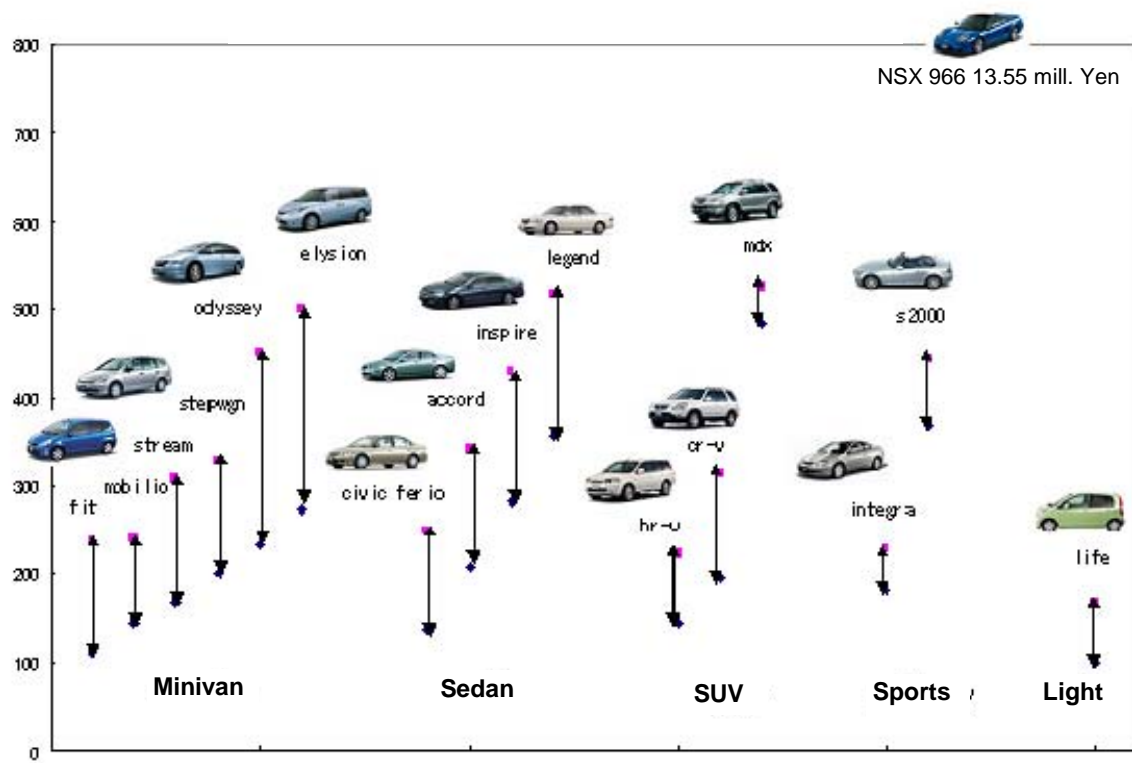 800
NSX 966 13.55 mill. Yen
700
600
elysion
legend
mdx
odyssey
500
s2000
inspire
stepwgn
accord
400
stream
cr-v
mobilio
civic ferio
300
fit
integra
hr-v
life
200
100
Minivan
Sedan
SUV
Sports
Light
0